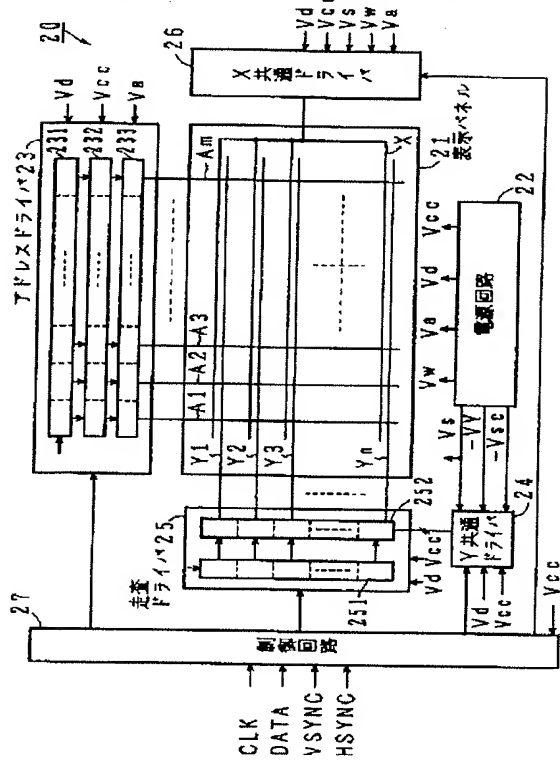 20
アドレスドライバ 23
231
232
233
Vd
Vcc
Va
26
X共通ドライバ
Vd
Vcc
Vs
Vw
Va
Am
A1
A2
A3
Y1
Y2
Y3
Yn
X
21
表示パネル
27
制御回路
CLK
DATA
VSYNC
HSYNC
走査
ドライバ 25
252
251
Vd
Vcc
Vs
-Vy
-Vsc
24
Y共通
ドライバ
Vd
Vcc
Vcc
22
電源回路
Vw
Va
Vd
Vcc